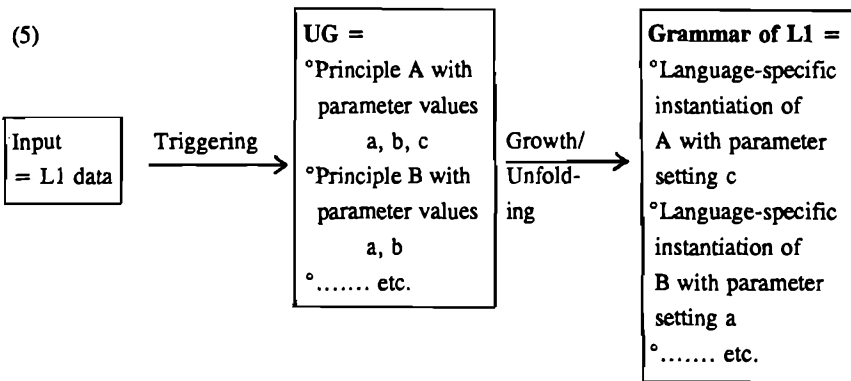 (5)
Input
= L1 data
Triggering
UG =
°Principle A with
parameter values
a, b, c
°Principle B with
parameter values
a, b
°....... etc.
Growth/
Unfold-
ing
Grammar of L1 =
°Language-specific
instantiation of
A with parameter
setting c
°Language-specific
instantiation of
B with parameter
setting a
°....... etc.